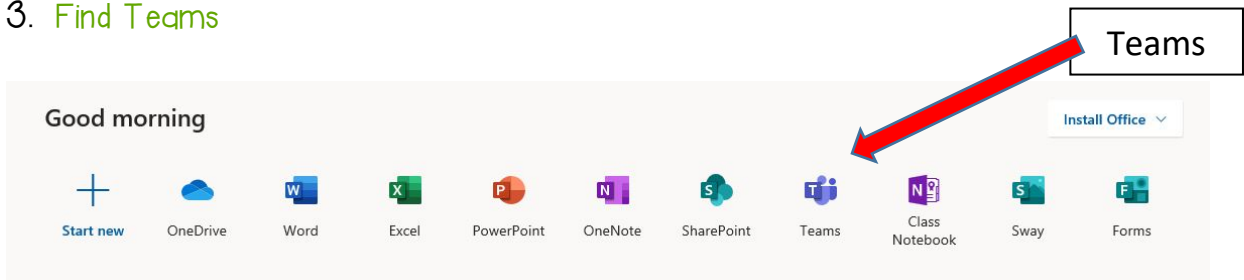 3. Find Teams
Teams
Good morning
Install Office
W
X
P
N
S
T
N
S
F
Start new
OneDrive
Word
Excel
PowerPoint
OneNote
SharePoint
Teams
Class
Notebook
Sway
Forms